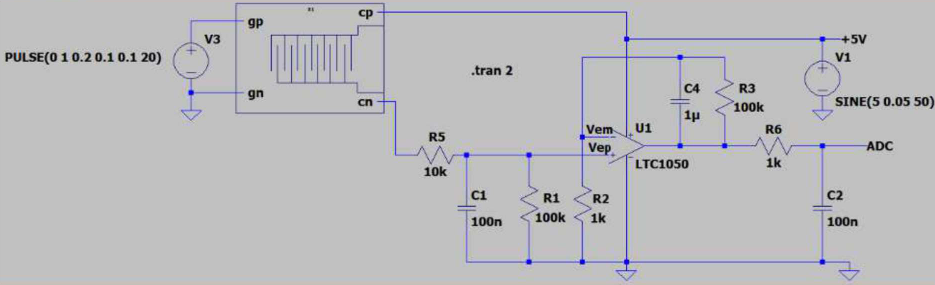 "
cp
gp
V3
PULSE(0 1 0.2 0.1 0.1 20)
gn
cn
.tran 2
+5V
V1
SINE(5 0.05 50)
C4
1µ
R3
100k
Vem
U1
Vep
LTC1050
R5
10k
R6
1k
ADC
C1
100n
R1
100k
R2
1k
C2
100n